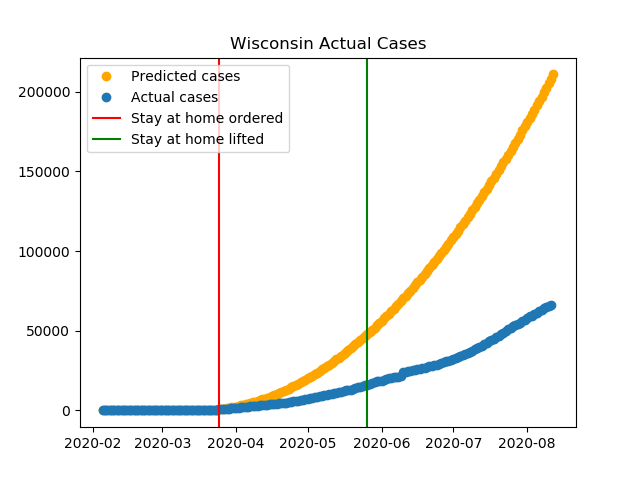 Wisconsin Actual Cases
Predicted cases
Actual cases
Stay at home ordered
Stay at home lifted
200000
150000
100000
50000
0
2020-02 2020-03 2020-04 2020-05 2020-06 2020-07 2020-08